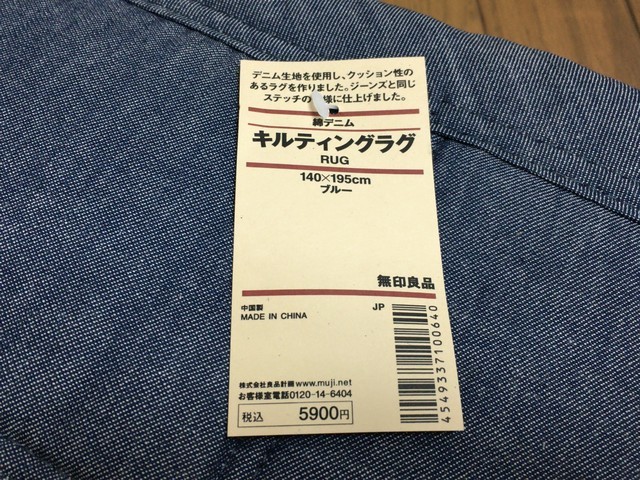 デニム生地を使用し、クッション性の
あるラグを作りました。ジーンズと同じ
ステッチの 様に仕上げました。
綿デニム
キルティングラグ
RUG
140×195cm
ブルー
無印良品
中国製
MADE IN CHINA
JP
4549337100640
株式会社良品計画 www.muji.net
お客様室電話0120-14-6404
税込 5900円